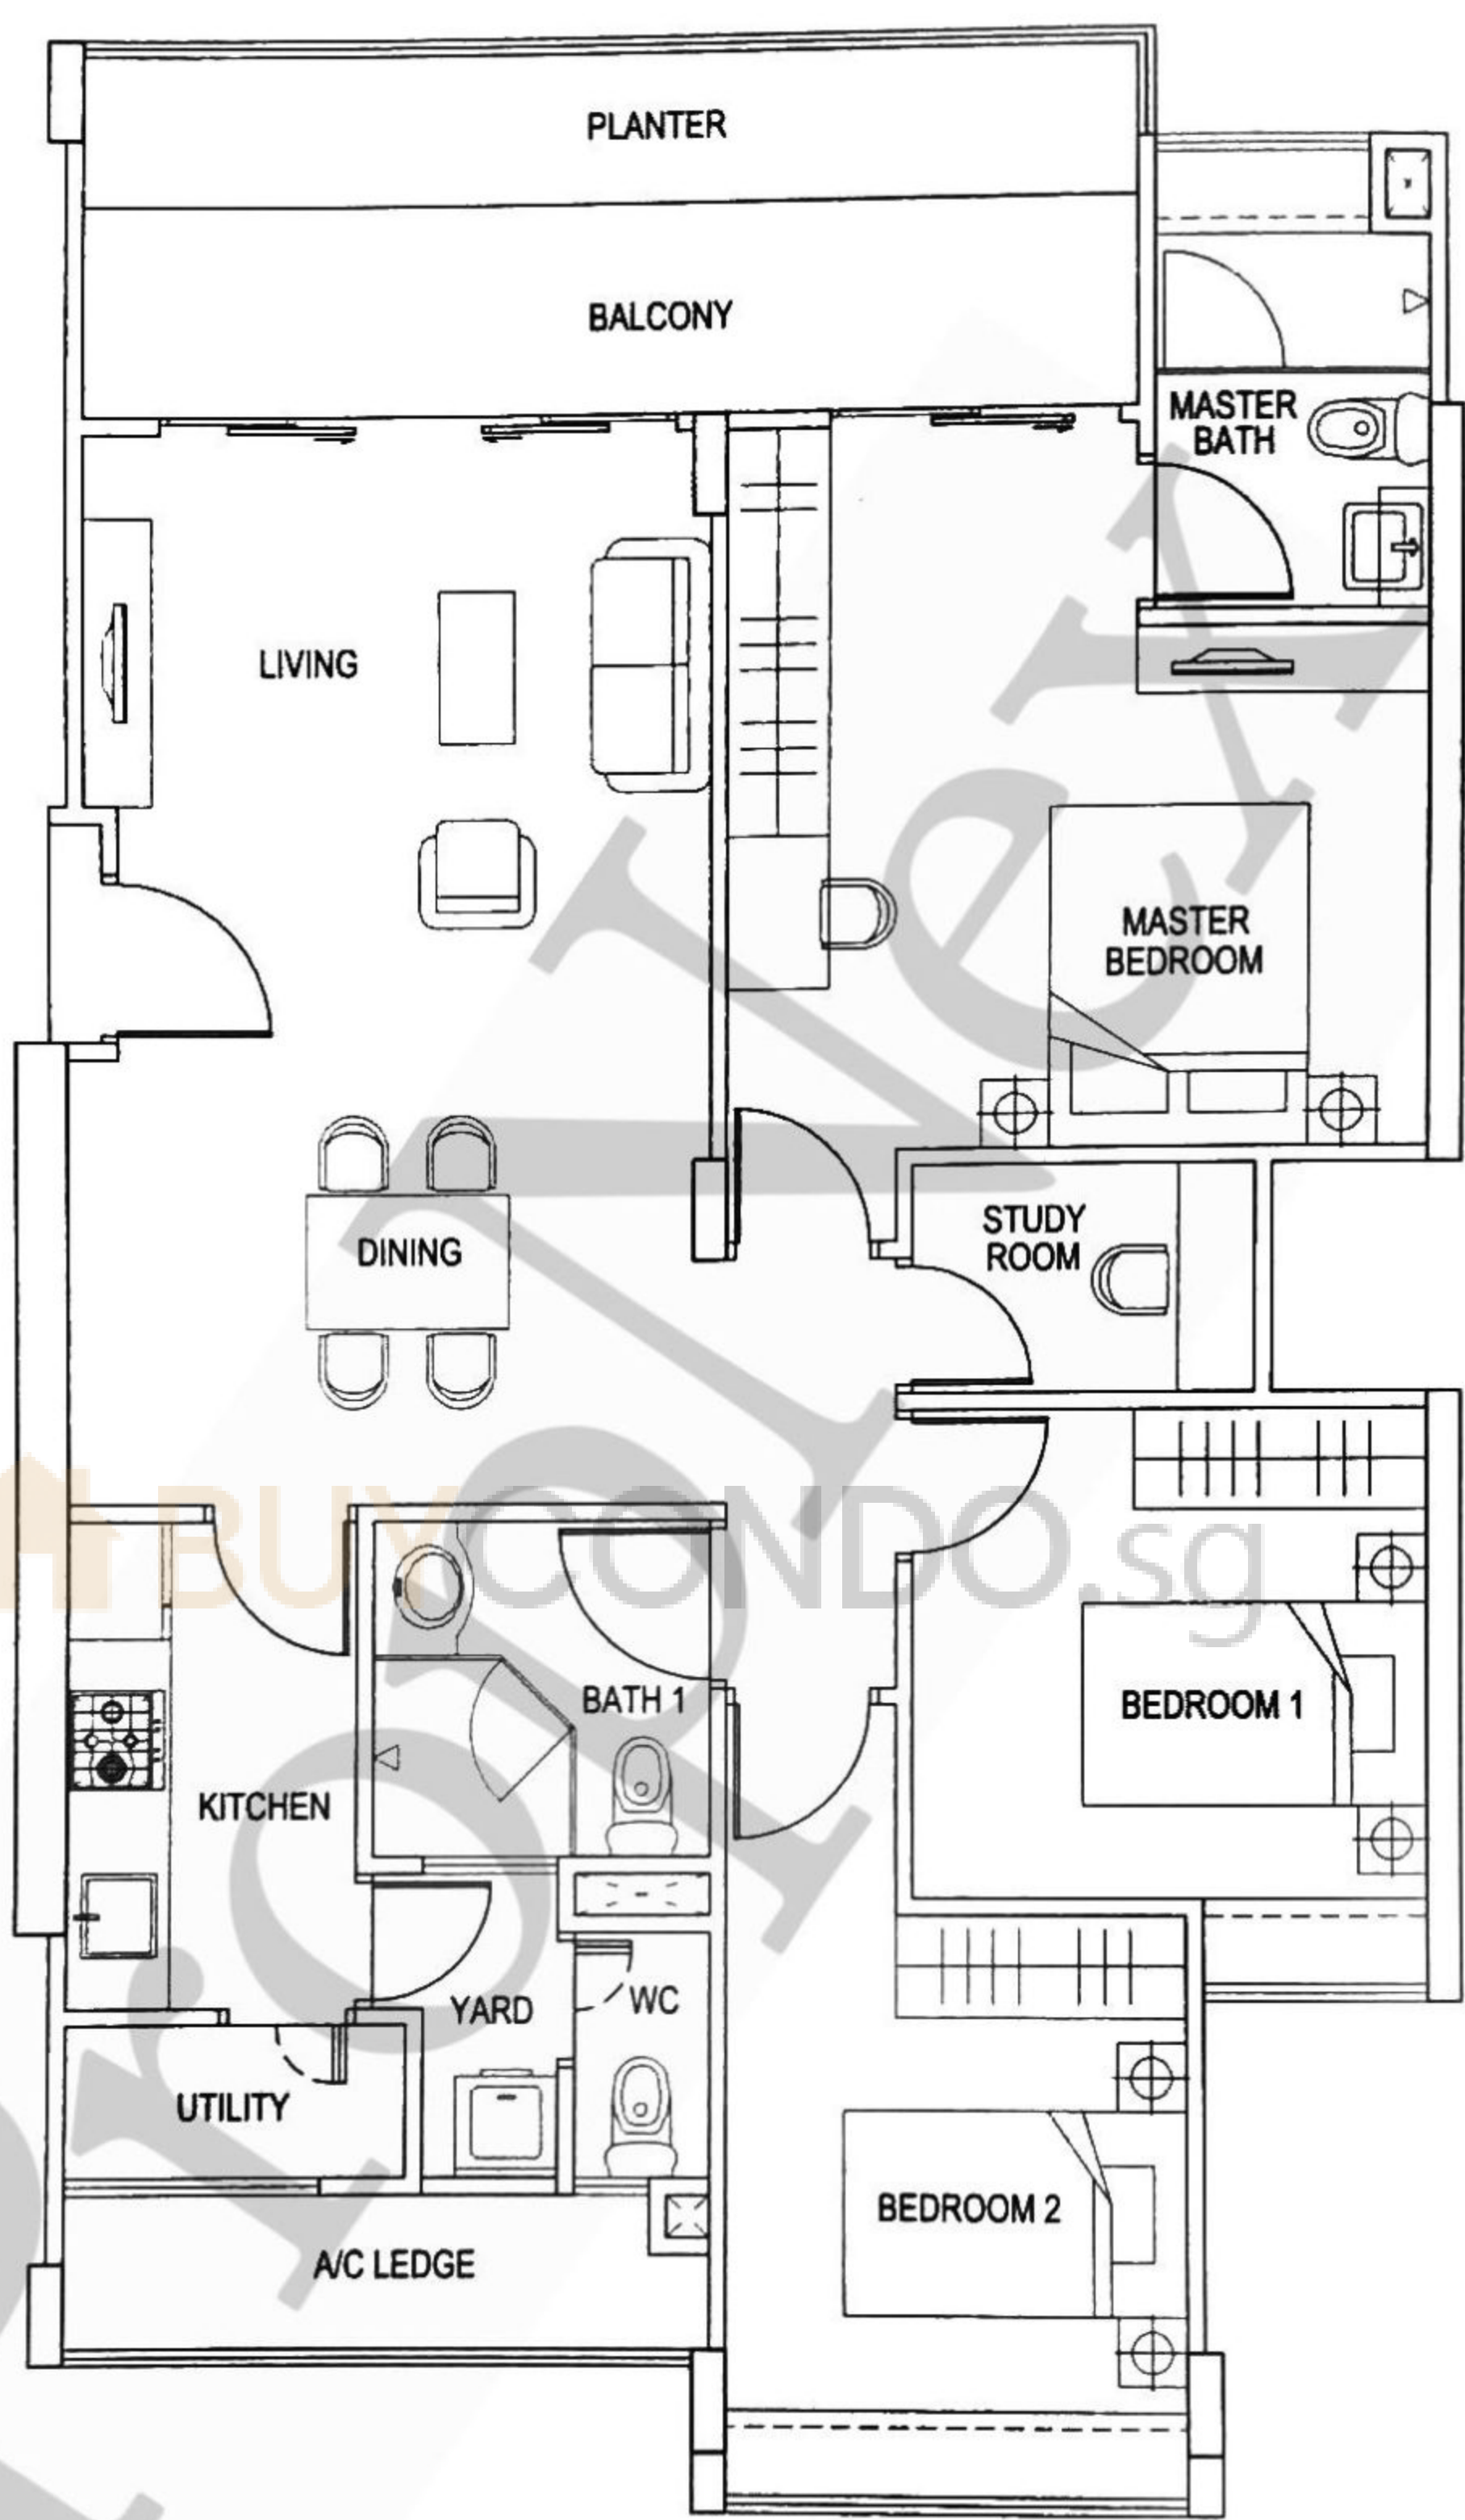 PLANTER
BALCONY
MASTER
BATH
LIVING
MASTER
BEDROOM
STUDY
ROOM
DINING
BUYCONDO.sg
BATH 1
BEDROOM 1
KITCHEN
YARD
WC
UTILITY
BEDROOM 2
A/C LEDGE
PropNex